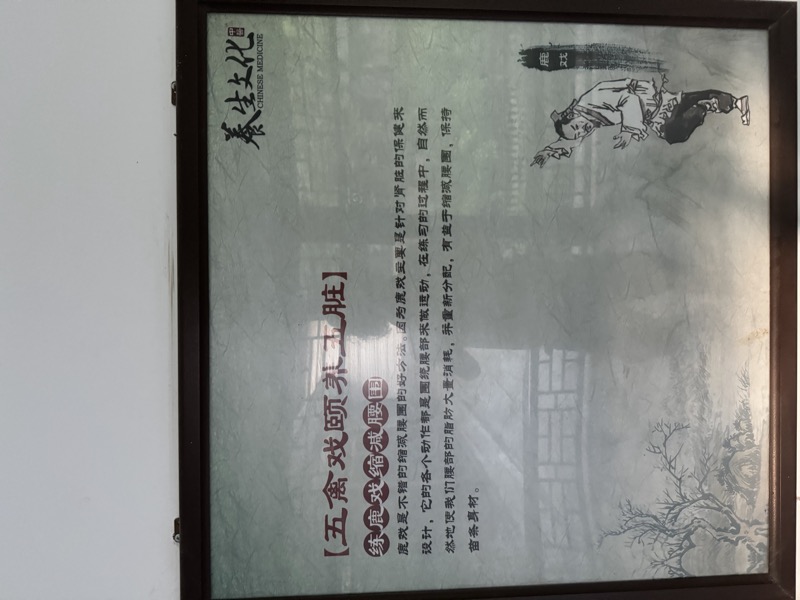 養生文化
CHINESE MEDICINE
【五禽戏颐养五脏】
练鹿戏缩减腰围
鹿戏是不错的缩减腰围的好方法。因为鹿戏主要是针对肾脏的保健来
设计，它的各个动作都是围绕腰部来做运动，在练习的过程中，自然而
然地使我们腰部的脂肪大量消耗，并重新分配，有益于缩减腰围，保持
苗条身材。
鹿戏